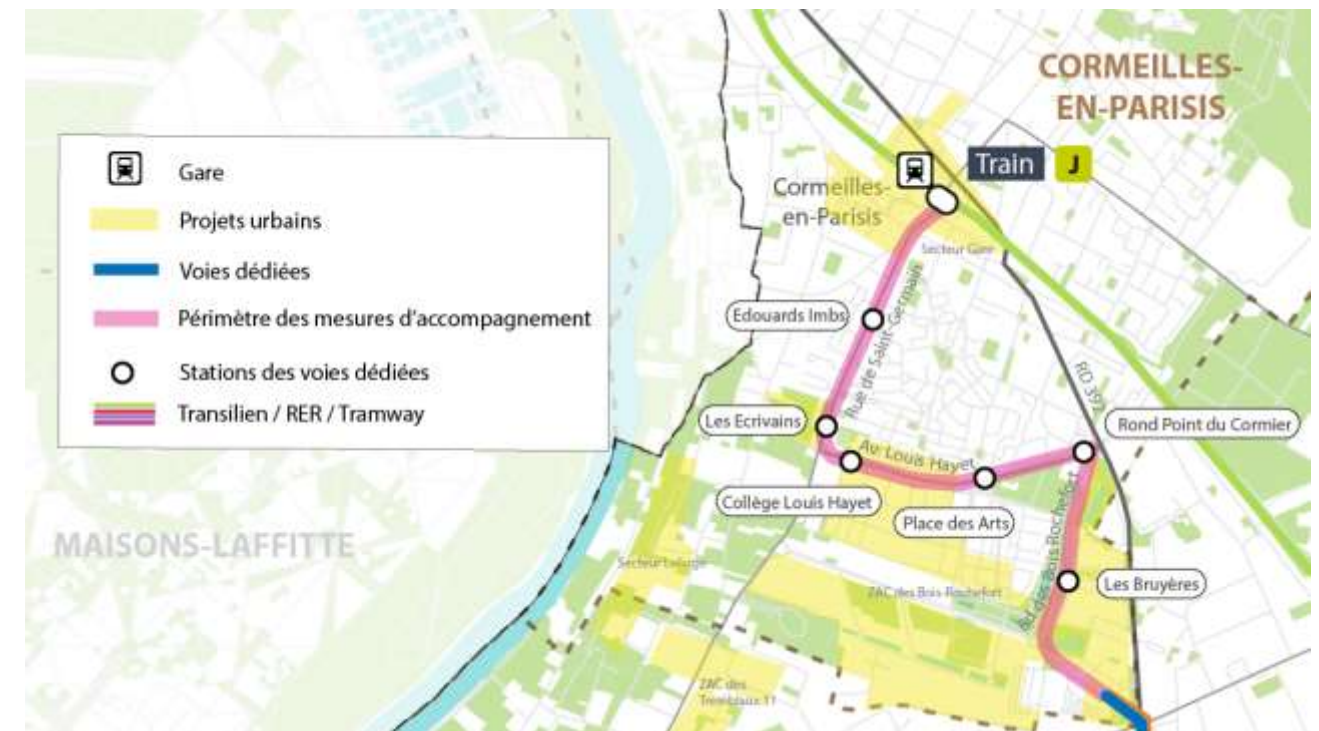 CORMEILLES-
EN-PARISIS
Train J
Cormeilles-
en-Parisis
Secteur Gare
Gare
Projets urbains
Voies dédiées
Périmètre des mesures d'accompagnement
Stations des voies dédiées
Transilien / RER / Tramway
Edouards Imbs
Rue de Saint-Germain
RD 392
Les Ecrivains
Rond Point du Cormier
Av. Louis Hayet
Collège Louis Hayet
Place des Arts
MAISONS-LAFFITTE
ZAC des Bois Rochefort
Bd des Bois Rochefort
Les Bruyères
ZAC des